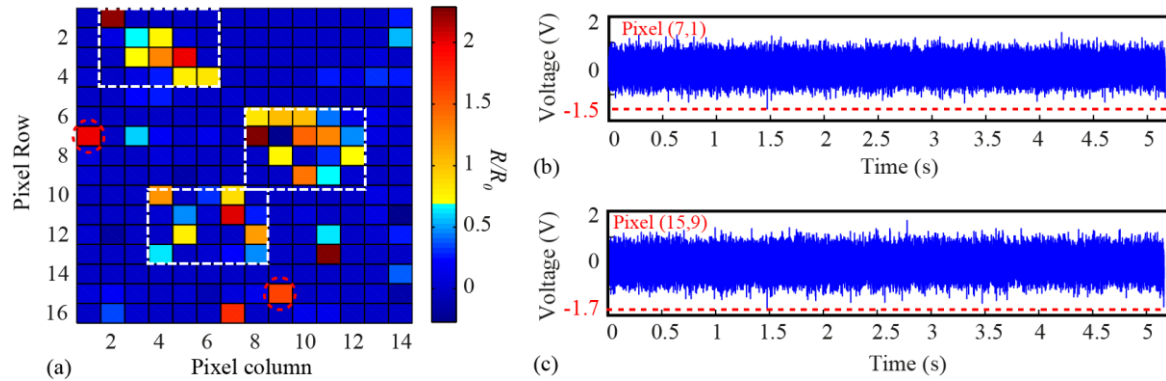 2
4
6
8
10
12
14
16
Pixel Row
2 4 6 8 10 12 14
Pixel column
(a)
2
1.5
1
0.5
0
R/R0
Pixel (7,1)
2
0
-1.5
Voltage (V)
0 0.5 1 1.5 2 2.5 3 3.5 4 4.5 5
Time (s)
(b)
Pixel (15,9)
2
0
-1.7
Voltage (V)
0 0.5 1 1.5 2 2.5 3 3.5 4 4.5 5
Time (s)
(c)